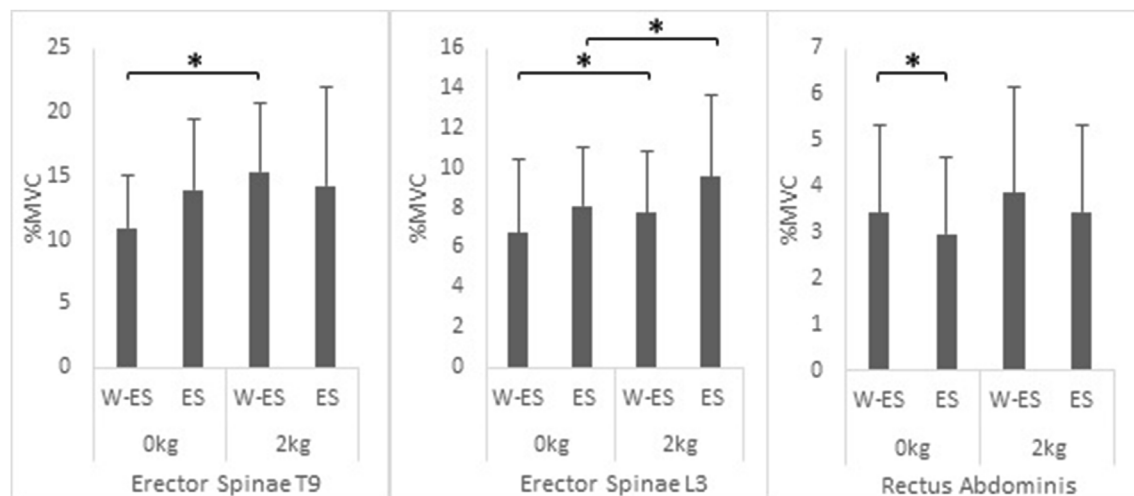 25
20
15
10
5
0
%MVC
*
W-ES ES W-ES ES
0kg 2kg
Erector Spinae T9
16
14
12
10
8
6
4
2
0
%MVC
*
*
W-ES ES W-ES ES
0kg 2kg
Erector Spinae L3
7
6
5
4
3
2
1
0
%MVC
*
W-ES ES W-ES ES
0kg 2kg
Rectus Abdominis